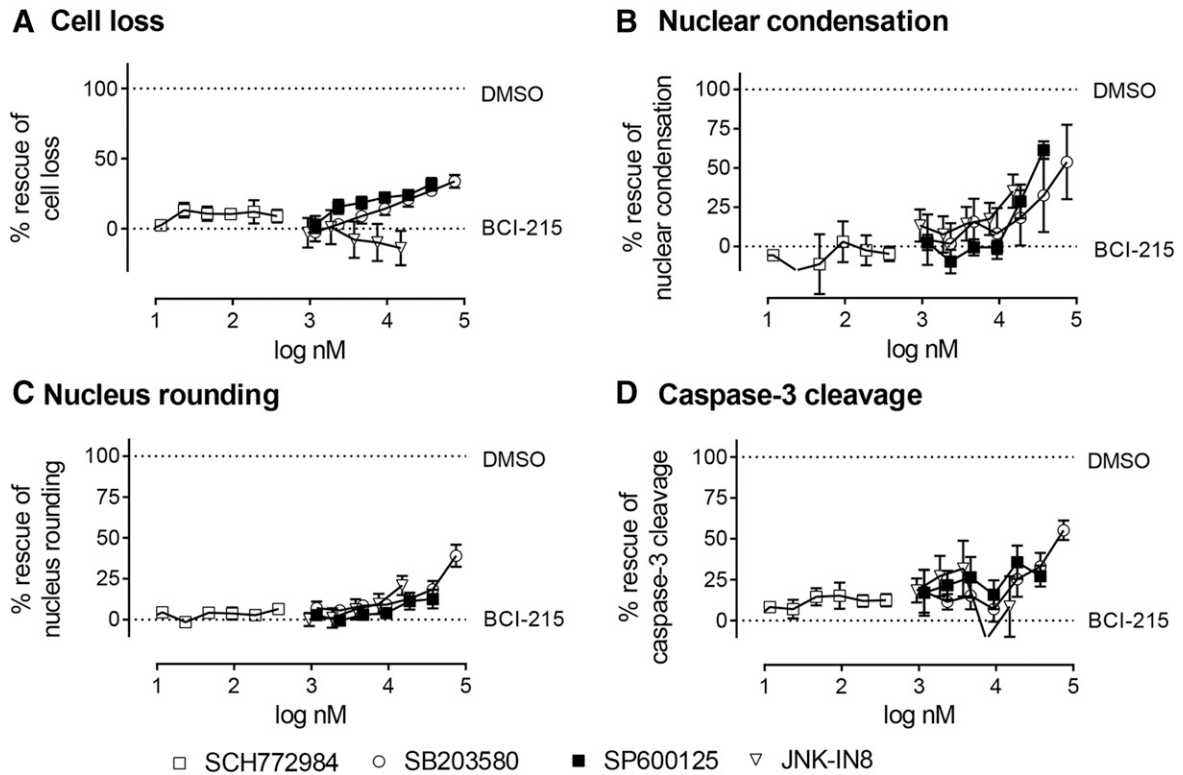 A Cell loss
% rescue of
cell loss
100
50
0
DMSO
BCI-215
1 2 3 4 5
log nM
B Nuclear condensation
% rescue of
nuclear condensation
100
75
50
25
0
DMSO
BCI-215
1 2 3 4 5
log nM
C Nucleus rounding
% rescue of
nucleus rounding
100
50
0
DMSO
BCI-215
1 2 3 4 5
log nM
D Caspase-3 cleavage
% rescue of
caspase-3 cleavage
100
75
50
25
0
DMSO
BCI-215
1 2 3 4 5
log nM
SCH772984 SB203580 SP600125 JNK-IN8